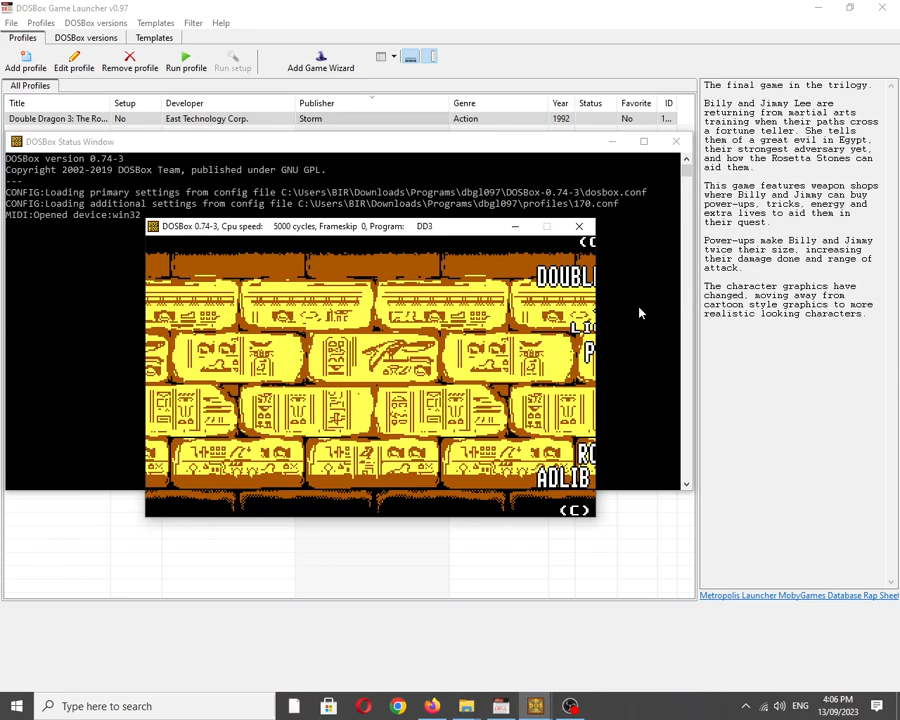 DOSBox Game Launcher v0.97
File Profiles DOSBox versions Templates Filter Help
Profiles DOSBox versions Templates
Add profile Edit profile Remove profile Run profile Run setup Add Game Wizard
All Profiles
Title Setup Developer Publisher Genre Year Status Favorite ID
Double Dragon 3: The Ro... No East Technology Corp. Storm Action 1992 No 1...
DOSBox Status Window
DOSBox version 0.74-3
Copyright 2002-2019 DOSBox Team, published under GNU GPL.
---
CONFIG:Loading primary settings from config file C:\Users\BIR\Downloads\Programs\dbgl097\DOSBox-0.74-3\dosbox.conf
CONFIG:Loading additional settings from config file C:\Users\BIR\Downloads\Programs\dbgl097\profiles\170.conf
MIDI:Opened device:win32
DOSBox 0.74-3, Cpu speed: 5000 cycles, Frameskip 0, Program: DD3
(C
DOUBL
LI
P
RO
ADLIB
(C)
The final game in the trilogy.
Billy and Jimmy Lee are
returning from martial arts
training when their paths cross
a fortune teller. She tells
them of a great evil in Egypt,
their strongest adversary yet,
and how the Rosetta Stones can
aid them.
This game features weapon shops
where Billy and Jimmy can buy
power-ups, tricks, energy and
extra lives to aid them in
their quest.
Power-ups make Billy and Jimmy
twice their size, increasing
their damage done and range of
attack.
The character graphics have
changed, moving away from
cartoon style graphics to more
realistic looking characters.
Metropolis Launcher MobyGames Database Rap Sheet
Type here to search
ENG
4:06 PM
13/09/2023